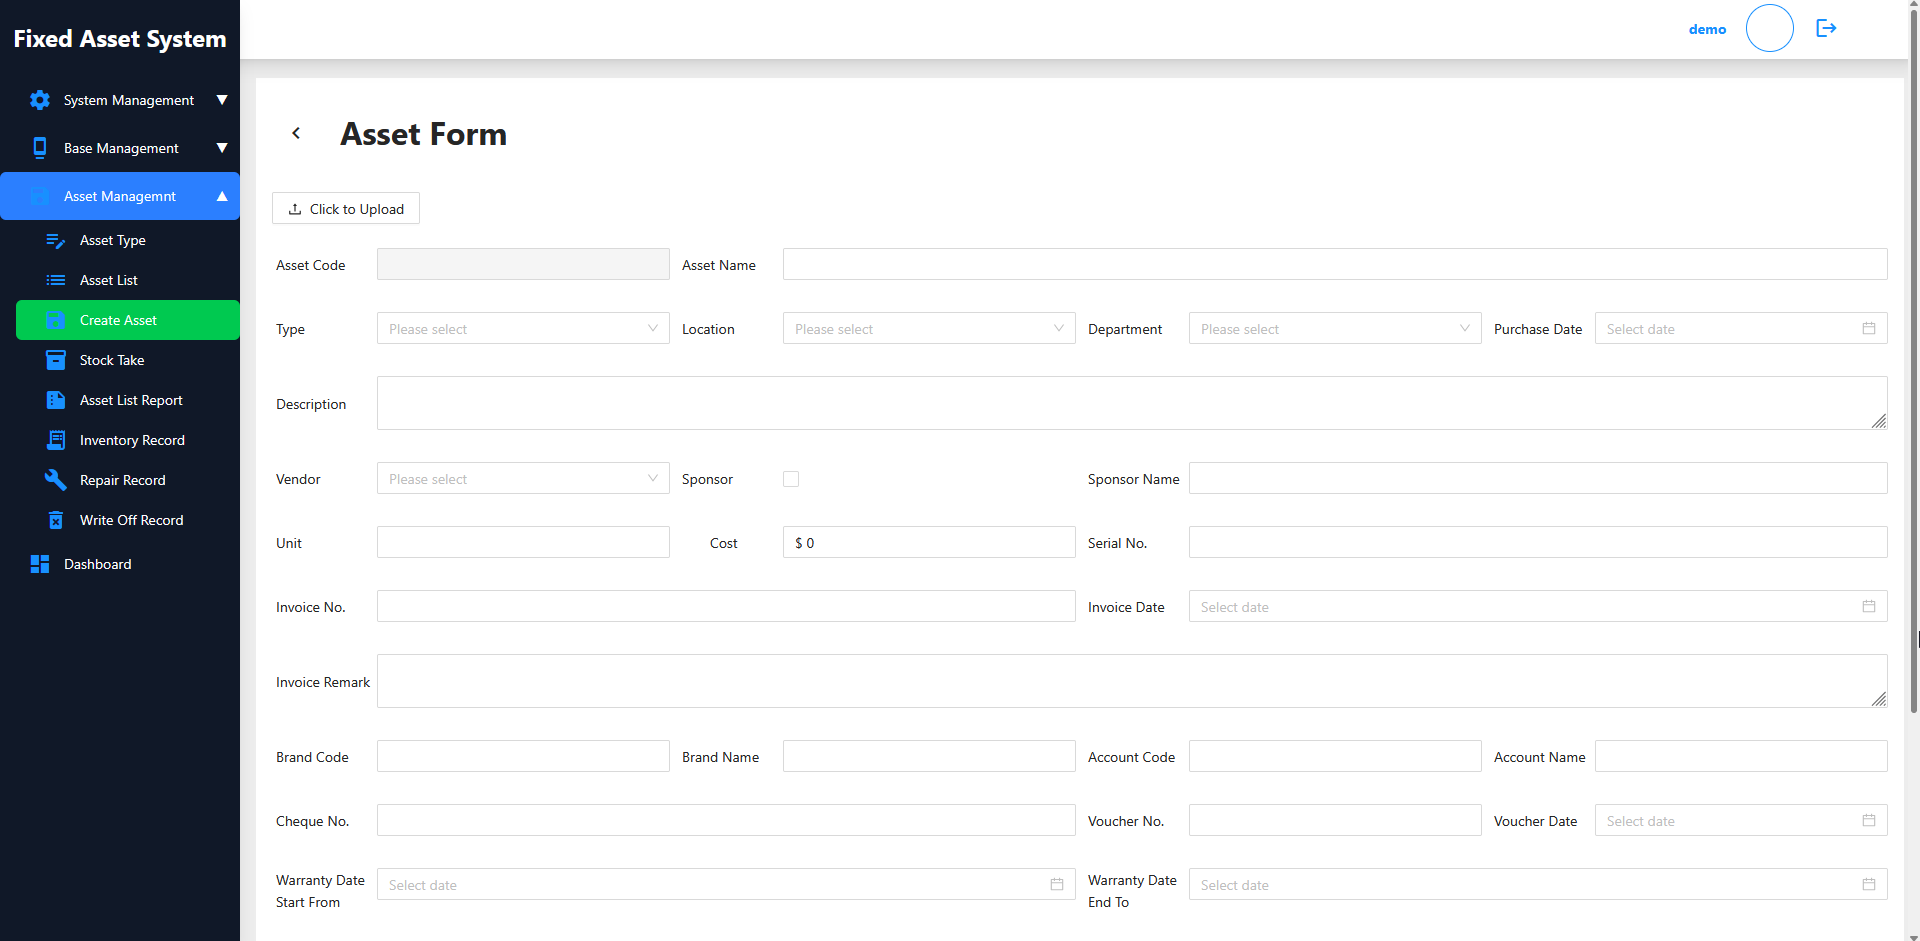 Fixed Asset System
demo
System Management
Base Management
Asset Managemnt
Asset Type
Asset List
Create Asset
Stock Take
Asset List Report
Inventory Record
Repair Record
Write Off Record
Dashboard
Asset Form
Click to Upload
Asset Code Asset Name
Type Please select Location Please select Department Please select Purchase Date Select date
Description
Vendor Please select Sponsor Sponsor Name
Unit Cost $ 0 Serial No.
Invoice No. Invoice Date Select date
Invoice Remark
Brand Code Brand Name Account Code Account Name
Cheque No. Voucher No. Voucher Date Select date
Warranty Date Start From Select date Warranty Date End To Select date